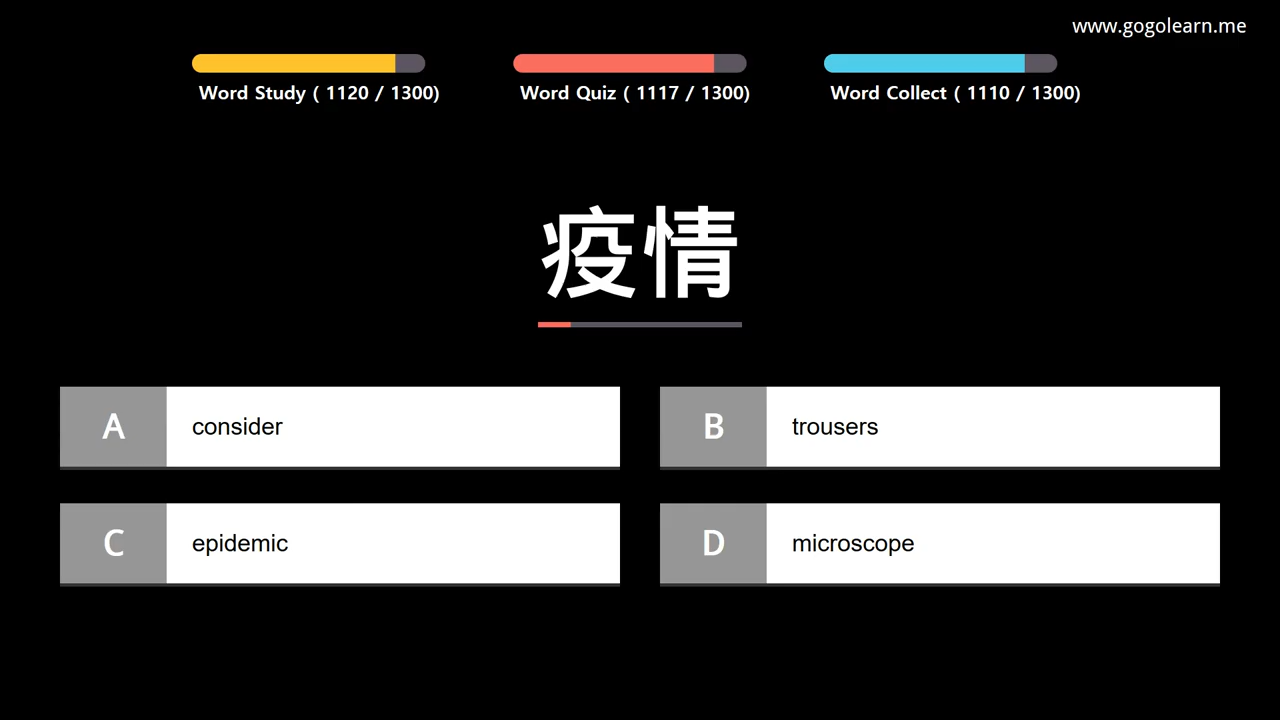 www.gogolearn.me
Word Study ( 1120 / 1300)
Word Quiz ( 1117 / 1300)
Word Collect ( 1110 / 1300)
疫情
A consider
B trousers
C epidemic
D microscope